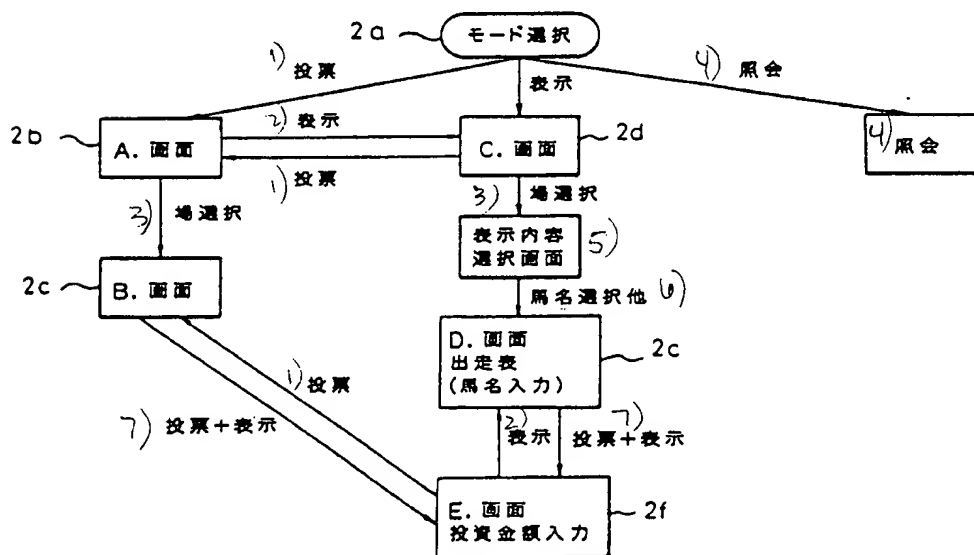 2a
モード選択
1) 投票
表示
4) 照会
2b
A. 画面
2) 表示
1) 投票
C. 画面
2d
4) 照会
3) 場選択
3) 場選択
表示内容
選択画面
5)
2c
B. 画面
馬名選択他 6)
D. 画面
出走表
(馬名入力)
2c
1) 投票
7) 投票+表示
2) 表示
7) 投票+表示
E. 画面
投資金額入力
2f